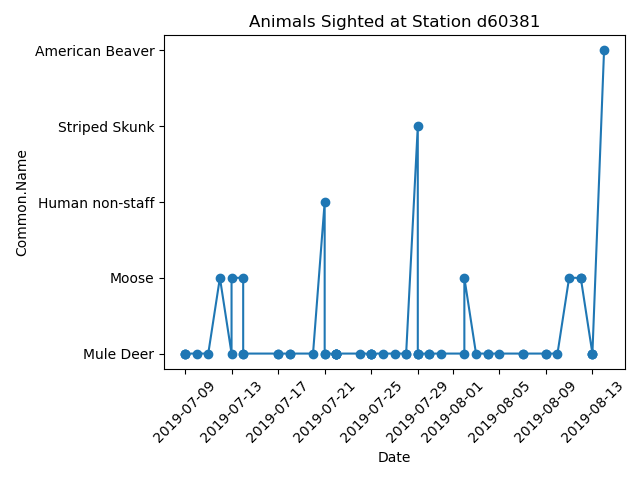 Animals Sighted at Station d60381
American Beaver
Striped Skunk
Human non-staff
Moose
Mule Deer
Common.Name
2019-07-09
2019-07-13
2019-07-17
2019-07-21
2019-07-25
2019-07-29
2019-08-01
2019-08-05
2019-08-09
2019-08-13
Date